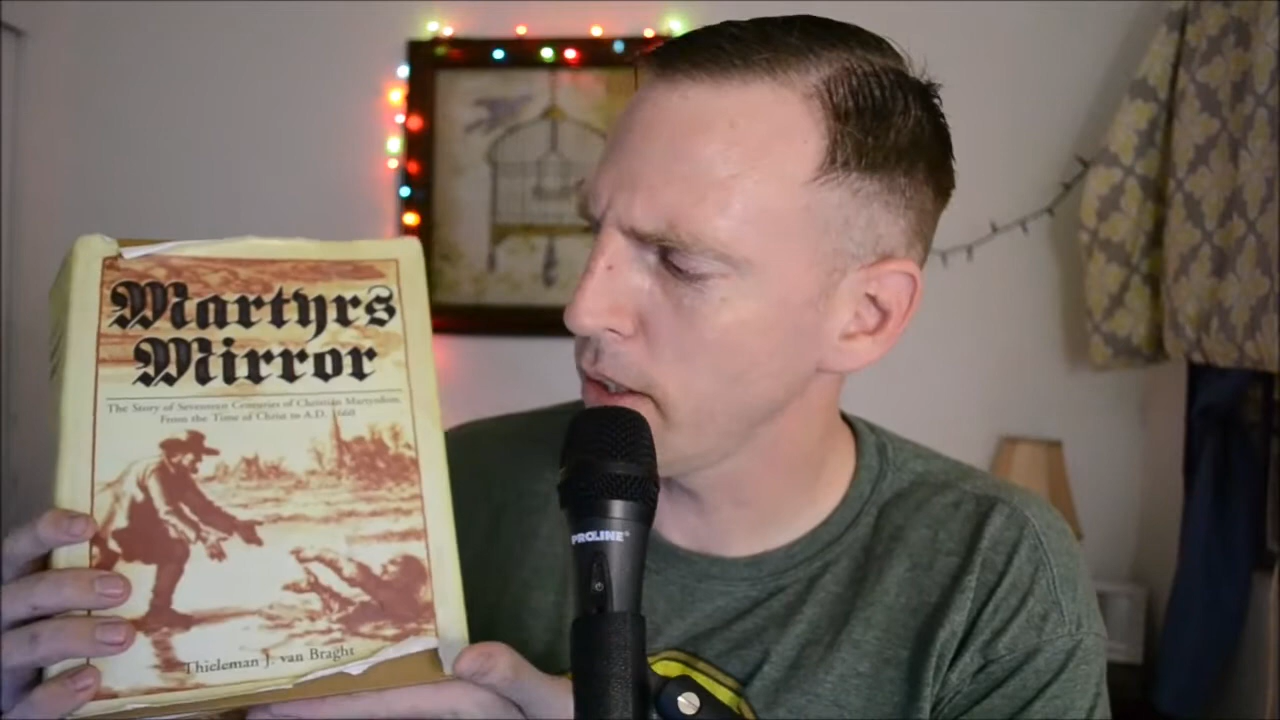 Martyrs
Mirror
The Story of Seventeen Centuries of Christian Martyrdom,
From the Time of Christ to A.D. 1660
Thieleman J. van Braght
PROLINE